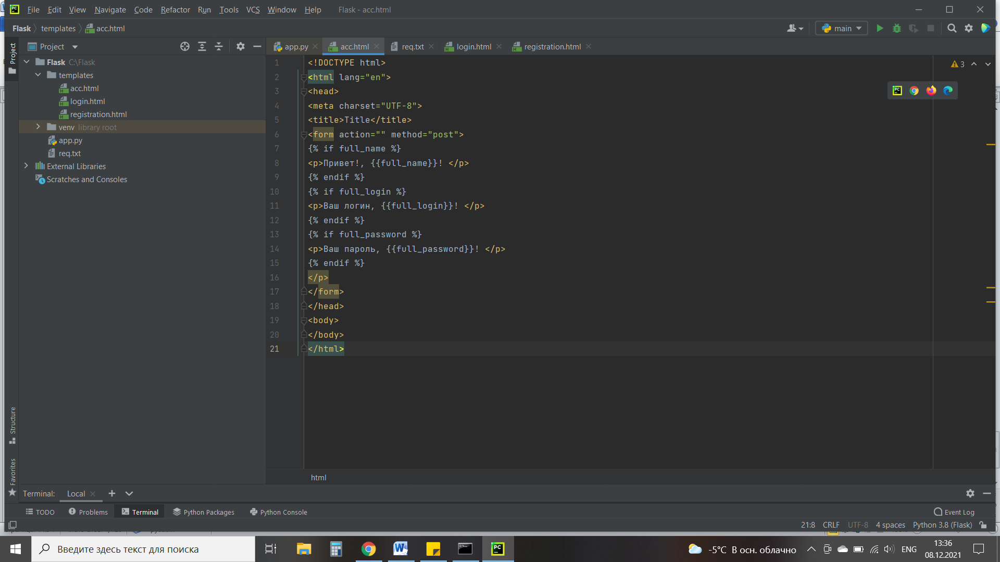 File Edit View Navigate Code Refactor Run Tools VCS Window Help Flask - acc.html
Flask templates acc.html main
Project app.py acc.html req.txt login.html registration.html
Project
Flask C:\Flask
templates
acc.html
login.html
registration.html
venv library root
app.py
req.txt
External Libraries
Scratches and Consoles
3
1 <!DOCTYPE html>
2 <html lang="en">
3 <head>
4 <meta charset="UTF-8">
5 <title>Title</title>
6 <form action="" method="post">
7 {% if full_name %}
8 <p>Привет!, {{full_name}}! </p>
9 {% endif %}
10 {% if full_login %}
11 <p>Ваш логин, {{full_login}}! </p>
12 {% endif %}
13 {% if full_password %}
14 <p>Ваш пароль, {{full_password}}! </p>
15 {% endif %}
16 </p>
17 </form>
18 </head>
19 <body>
20 </body>
21 </html>
Structure
Favorites
html
Terminal: Local
TODO Problems Terminal Python Packages Python Console Event Log
21:8 CRLF UTF-8 4 spaces Python 3.8 (Flask)
Введите здесь текст для поиска
-5°C В осн. облачно ENG 13:36
08.12.2021